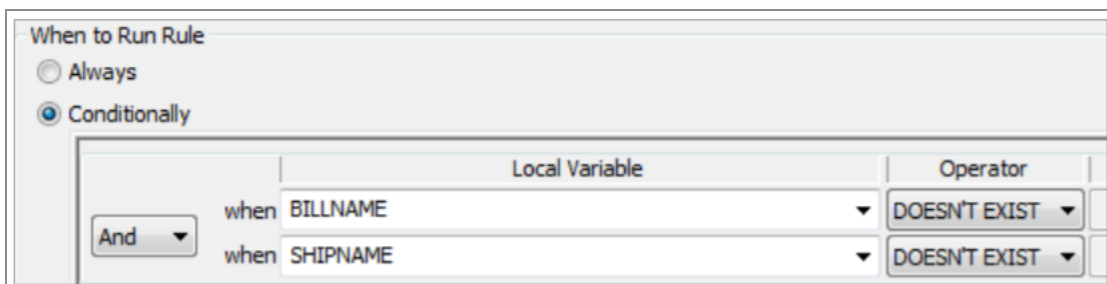 When to Run Rule
Always
Conditionally
Local Variable Operator
when BILLNAME DOESN'T EXIST
And
when SHIPNAME DOESN'T EXIST